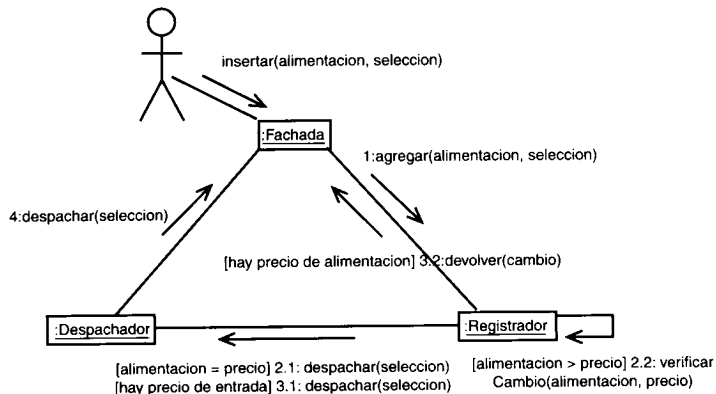 insertar(alimentacion, seleccion)
:Fachada
1:agregar(alimentacion, seleccion)
4:despachar(seleccion)
[hay precio de alimentacion] 3.2:devolver(cambio)
:Despachador
:Registrador
[alimentacion = precio] 2.1: despachar(seleccion)
[hay precio de entrada] 3.1: despachar(seleccion)
[alimentacion > precio] 2.2: verificar
Cambio(alimentacion, precio)